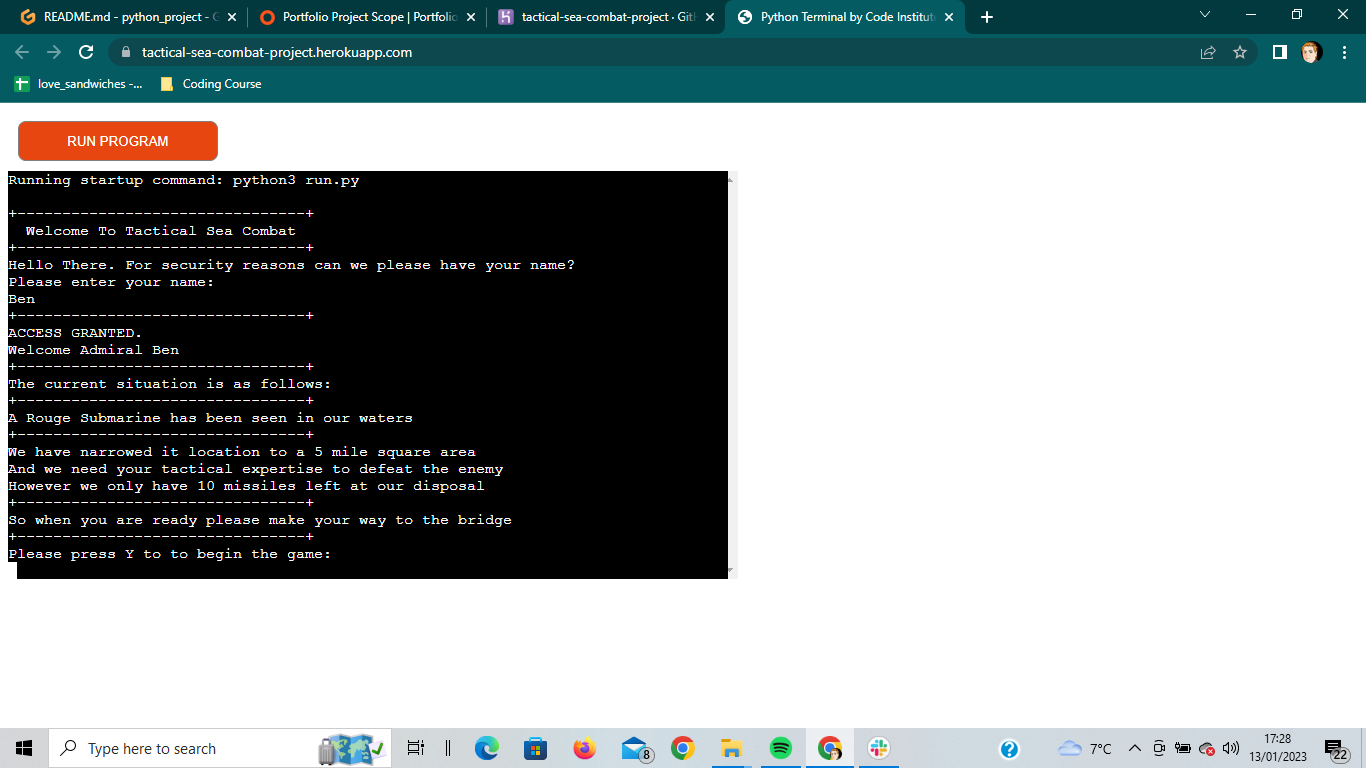 README.md - python_project - G
Portfolio Project Scope | Portfolio
tactical-sea-combat-project · Git
Python Terminal by Code Institut
tactical-sea-combat-project.herokuapp.com
love_sandwiches -...
Coding Course
RUN PROGRAM
Running startup command: python3 run.py
+--------------------------------+
Welcome To Tactical Sea Combat
+--------------------------------+
Hello There. For security reasons can we please have your name?
Please enter your name:
Ben
+--------------------------------+
ACCESS GRANTED.
Welcome Admiral Ben
+--------------------------------+
The current situation is as follows:
+--------------------------------+
A Rouge Submarine has been seen in our waters
+--------------------------------+
We have narrowed it location to a 5 mile square area
And we need your tactical expertise to defeat the enemy
However we only have 10 missiles left at our disposal
+--------------------------------+
So when you are ready please make your way to the bridge
+--------------------------------+
Please press Y to to begin the game:
Type here to search
8
7°C
17:28
13/01/2023
22